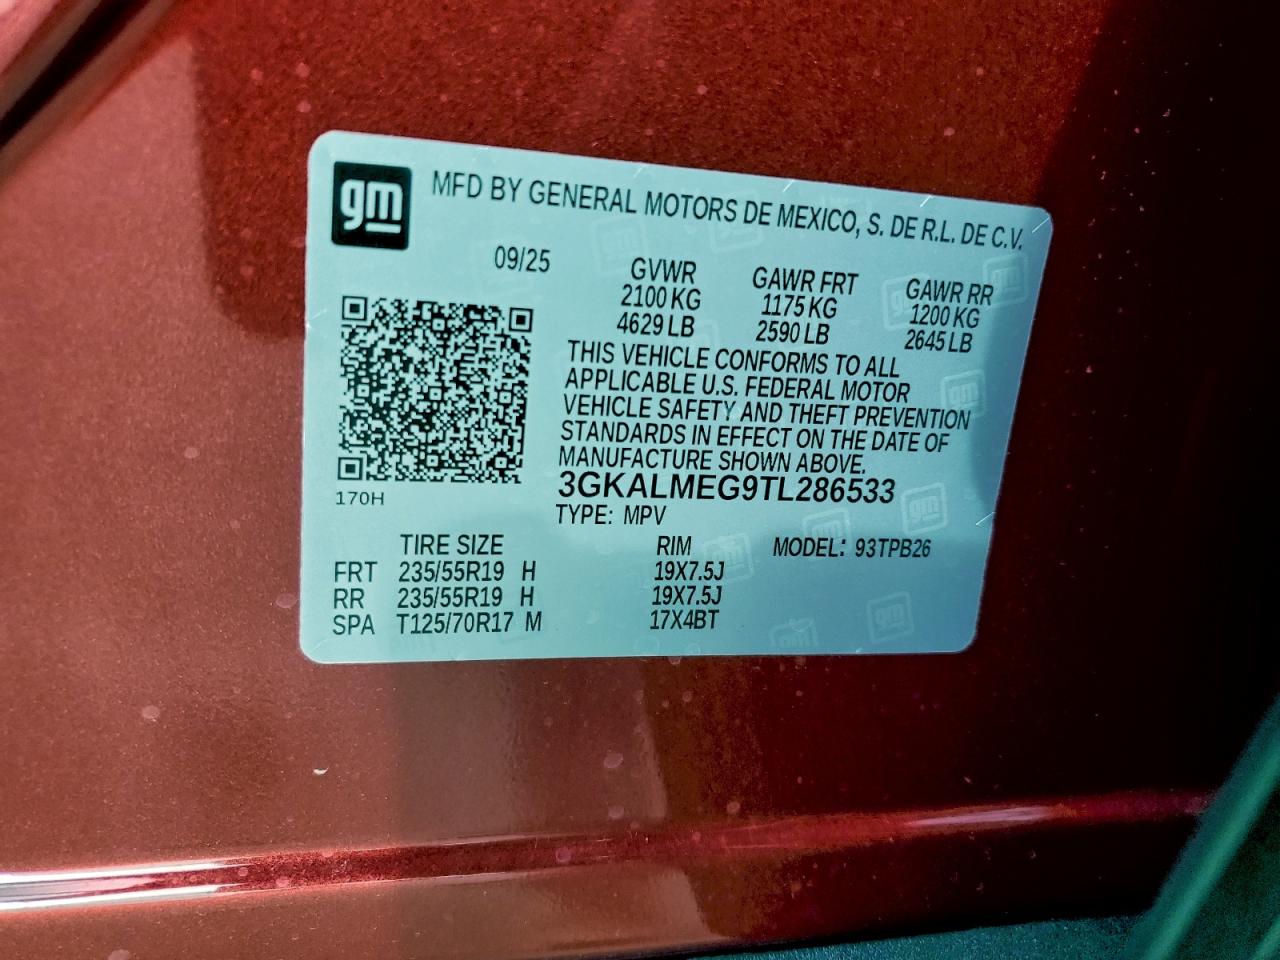 gm
MFD BY GENERAL MOTORS DE MEXICO, S. DE R.L. DE C.V.
09/25
GVWR GAWR FRT GAWR RR
2100 KG 1175 KG 1200 KG
4629 LB 2590 LB 2645 LB
THIS VEHICLE CONFORMS TO ALL
APPLICABLE U.S. FEDERAL MOTOR
VEHICLE SAFETY AND THEFT PREVENTION
STANDARDS IN EFFECT ON THE DATE OF
MANUFACTURE SHOWN ABOVE.
3GKALMEG9TL286533
170H
TYPE: MPV
TIRE SIZE RIM MODEL: 93TPB26
FRT 235/55R19 H 19X7.5J
RR 235/55R19 H 19X7.5J
SPA T125/70R17 M 17X4BT